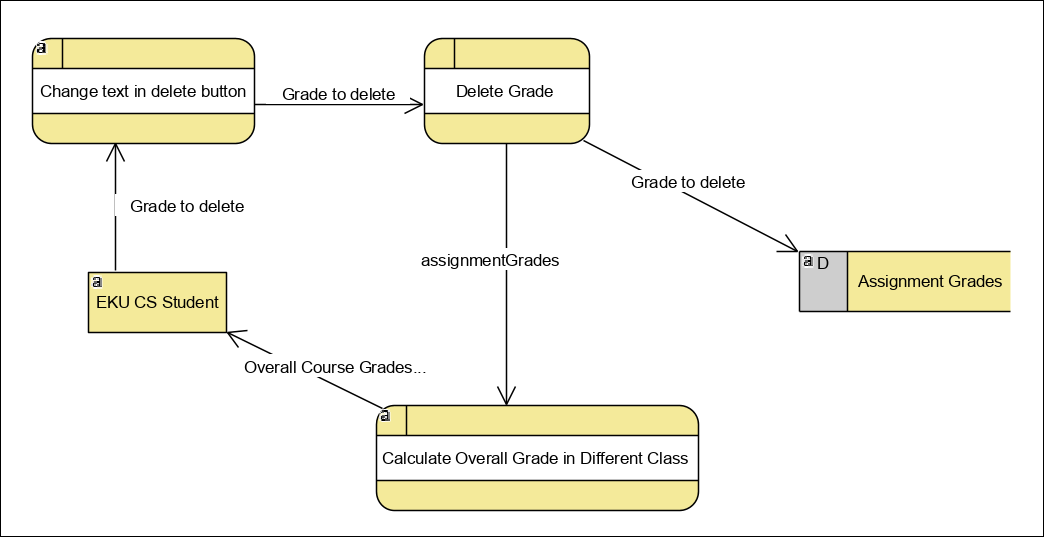 a
Change text in delete button
Grade to delete
Delete Grade
Grade to delete
Grade to delete
assignmentGrades
a D
Assignment Grades
a
EKU CS Student
Overall Course Grades...
a
Calculate Overall Grade in Different Class